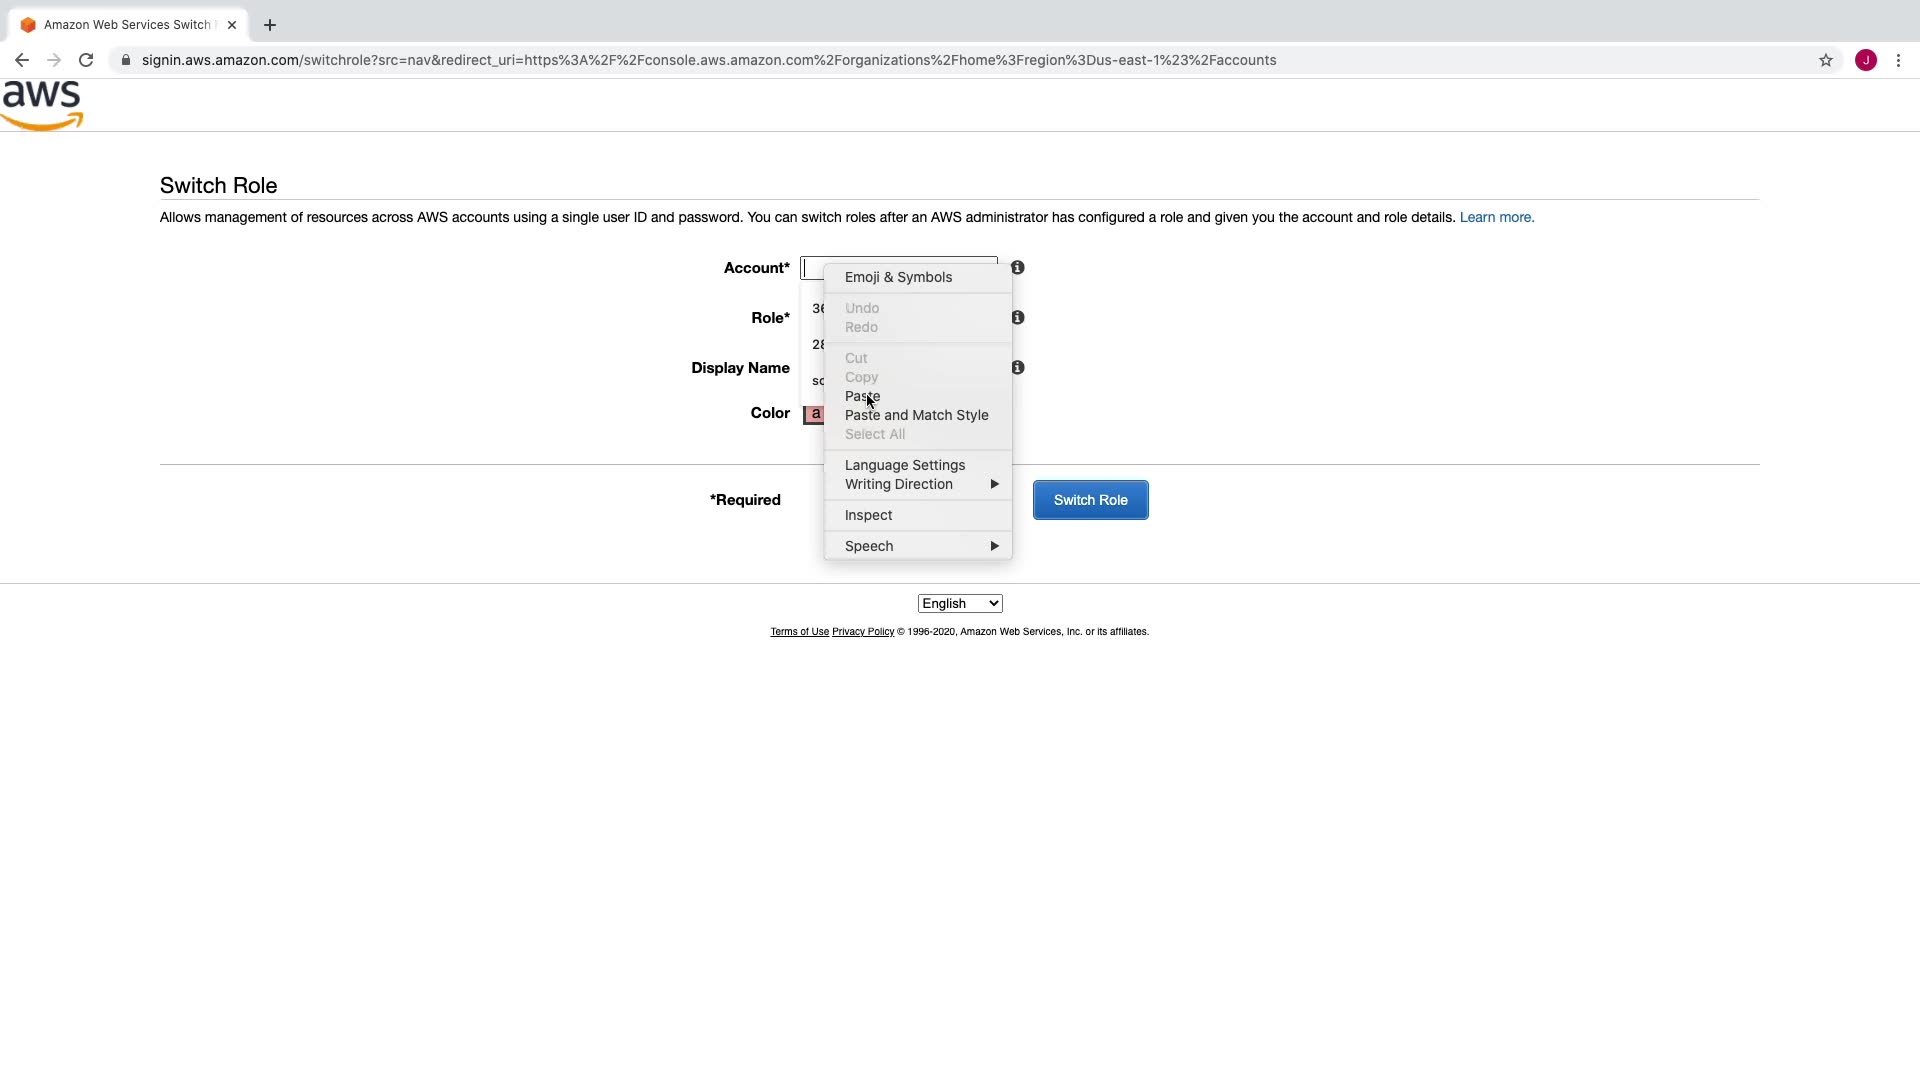 Amazon Web Services Switch
signin.aws.amazon.com/switchrole?src=nav&redirect_uri=https%3A%2F%2Fconsole.aws.amazon.com%2Forganizations%2Fhome%3Fregion%3Dus-east-1%23%2Faccounts
J
aws
Switch Role
Allows management of resources across AWS accounts using a single user ID and password. You can switch roles after an AWS administrator has configured a role and given you the account and role details. Learn more.
Account*
Role*
Display Name
Color
a
Emoji & Symbols
Undo
Redo
Cut
Copy
Paste
Paste and Match Style
Select All
Language Settings
Writing Direction
Inspect
Speech
*Required
Switch Role
English
Terms of Use Privacy Policy © 1996-2020, Amazon Web Services, Inc. or its affiliates.